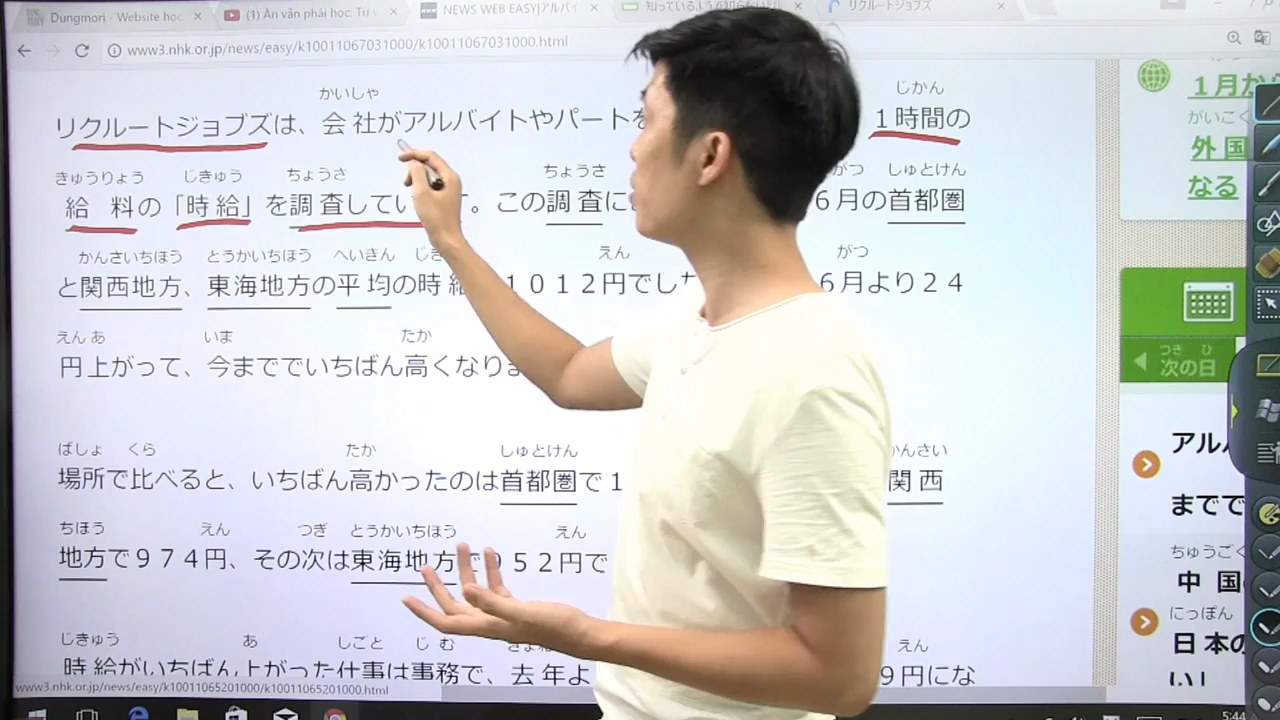 Dungmori - Website học
(1) Ăn vặn phải học: Từ
NEWS WEB EASY|アルバイ
リクルートジョブズ
www3.nhk.or.jp/news/easy/k10011067031000/k10011067031000.html
かいしゃ じかん
リクルートジョブズは、会社がアルバイトやパートを 1時間の
きゅうりょう じきゅう ちょうさ ちょうさ がつ しゅとけん
給料の「時給」を調査してい 。この調査に 6月の首都圏
かんさいちほう とうかいちほう へいきん じき えん がつ
と関西地方、東海地方の平均の時給 1012円でした 6月より24
えん あ いま たか
円上がって、今まででいちばん高くなりま
ばしょ くら たか しゅとけん かんさい
場所で比べると、いちばん高かったのは首都圏で1 関西
ちほう えん つぎ とうかいちほう えん
地方で974円、その次は東海地方で952円で
じきゅう あ しごと じむ きょね えん
時給がいちばん上がった仕事は事務で、去年よ 9円にな
www3.nhk.or.jp/news/easy/k10011065201000/k10011065201000.html
1月か
がいこく
外国
なる
つぎ ひ
次の日
アル
までで
ちゅうごく
中国
にっぽん
日本の
い」
5:44